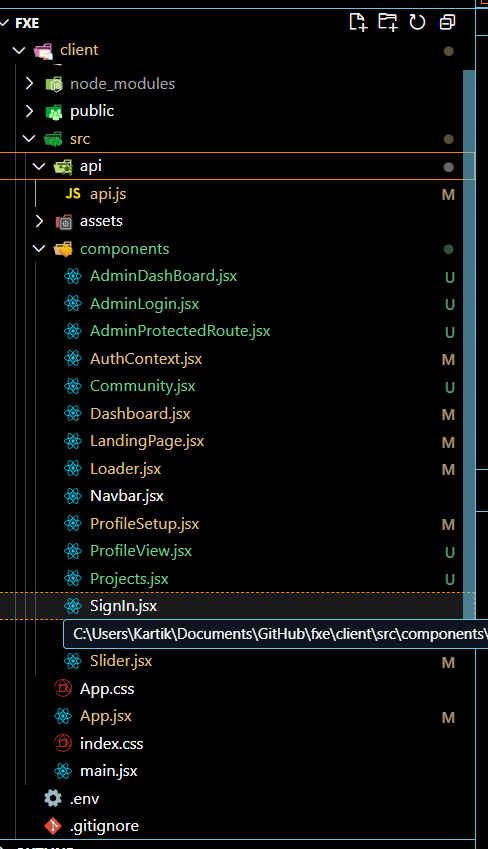 FXE
client
node_modules
public
src
api
JS api.js M
assets
components
AdminDashBoard.jsx U
AdminLogin.jsx U
AdminProtectedRoute.jsx U
AuthContext.jsx M
Community.jsx U
Dashboard.jsx M
LandingPage.jsx M
Loader.jsx M
Navbar.jsx
ProfileSetup.jsx M
ProfileView.jsx U
Projects.jsx U
SignIn.jsx
C:\Users\Kartik\Documents\GitHub\fxe\client\src\components\
Slider.jsx M
App.css
App.jsx M
index.css
main.jsx
.env
.gitignore